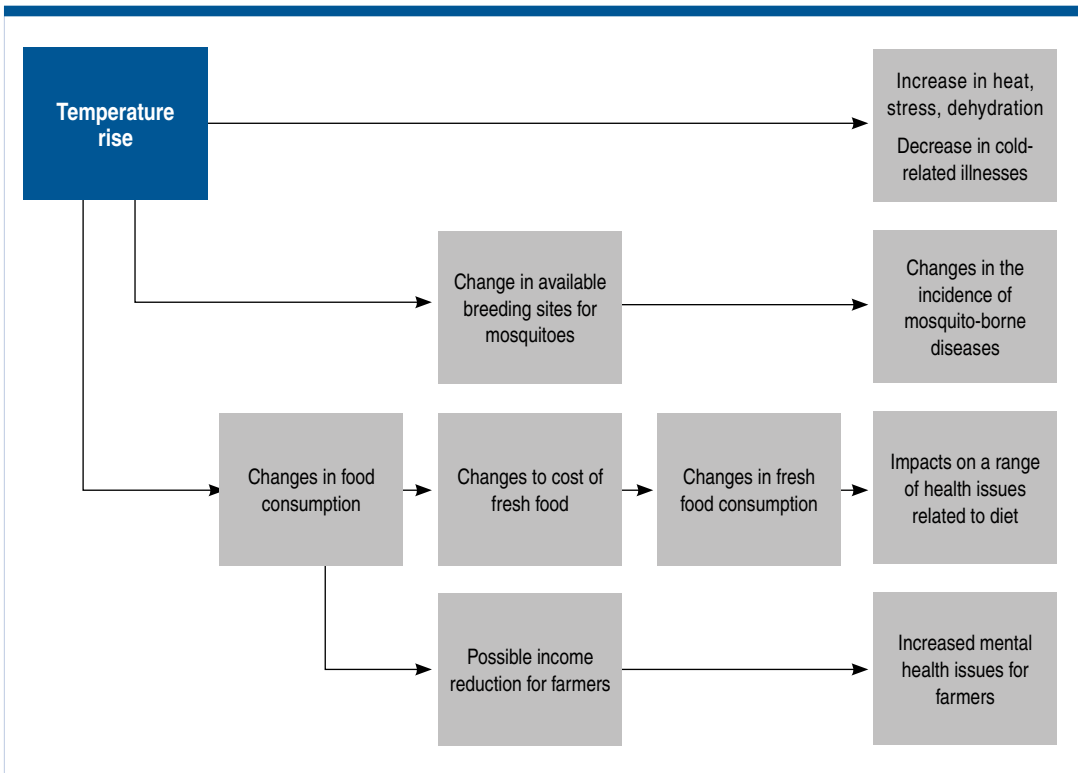 Temperature
rise
Increase in heat,
stress, dehydration
Decrease in cold-
related illnesses
Change in available
breeding sites for
mosquitoes
Changes in the
incidence of
mosquito-borne
diseases
Changes in food
consumption
Changes to cost of
fresh food
Changes in fresh
food consumption
Impacts on a range
of health issues
related to diet
Possible income
reduction for farmers
Increased mental
health issues for
farmers